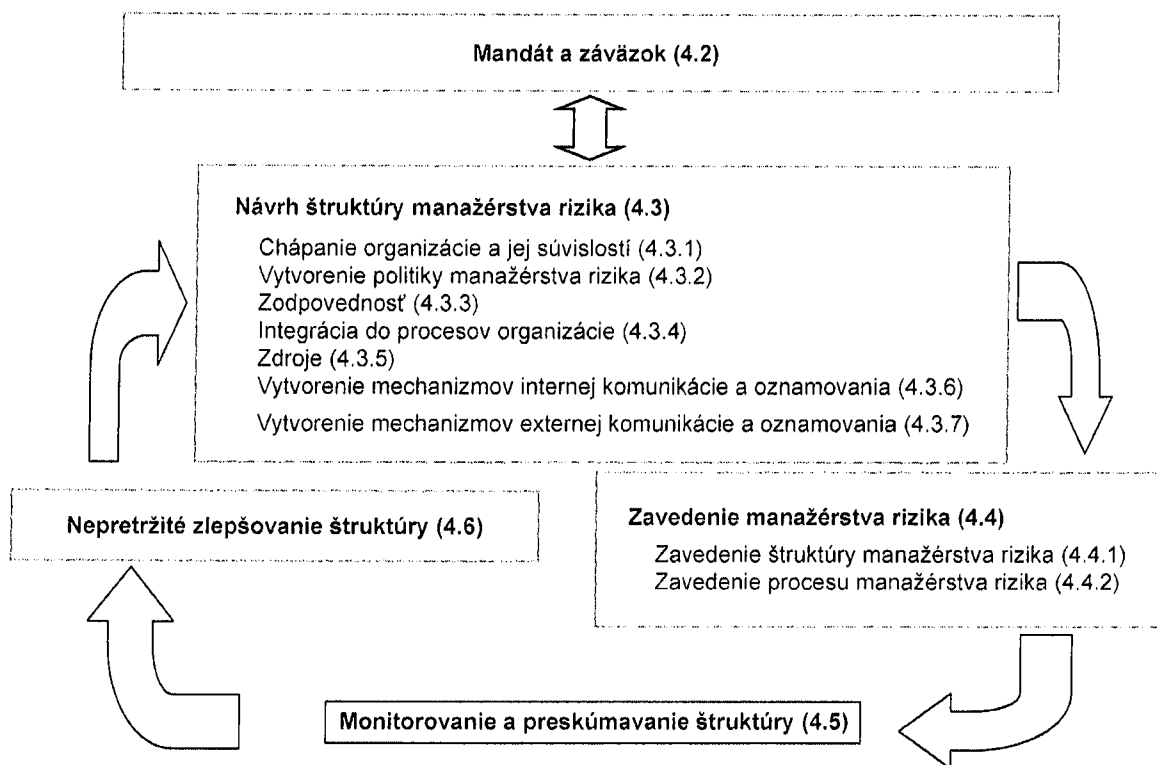 Mandát a záväzok (4.2)
Návrh štruktúry manažérstva rizika (4.3)
Chápanie organizácie a jej súvislostí (4.3.1)
Vytvorenie politiky manažérstva rizika (4.3.2)
Zodpovednosť (4.3.3)
Integrácia do procesov organizácie (4.3.4)
Zdroje (4.3.5)
Vytvorenie mechanizmov internej komunikácie a oznamovania (4.3.6)
Vytvorenie mechanizmov externej komunikácie a oznamovania (4.3.7)
Zavedenie manažérstva rizika (4.4)
Zavedenie štruktúry manažérstva rizika (4.4.1)
Zavedenie procesu manažérstva rizika (4.4.2)
Monitorovanie a preskúmavanie štruktúry (4.5)
Nepretržité zlepšovanie štruktúry (4.6)